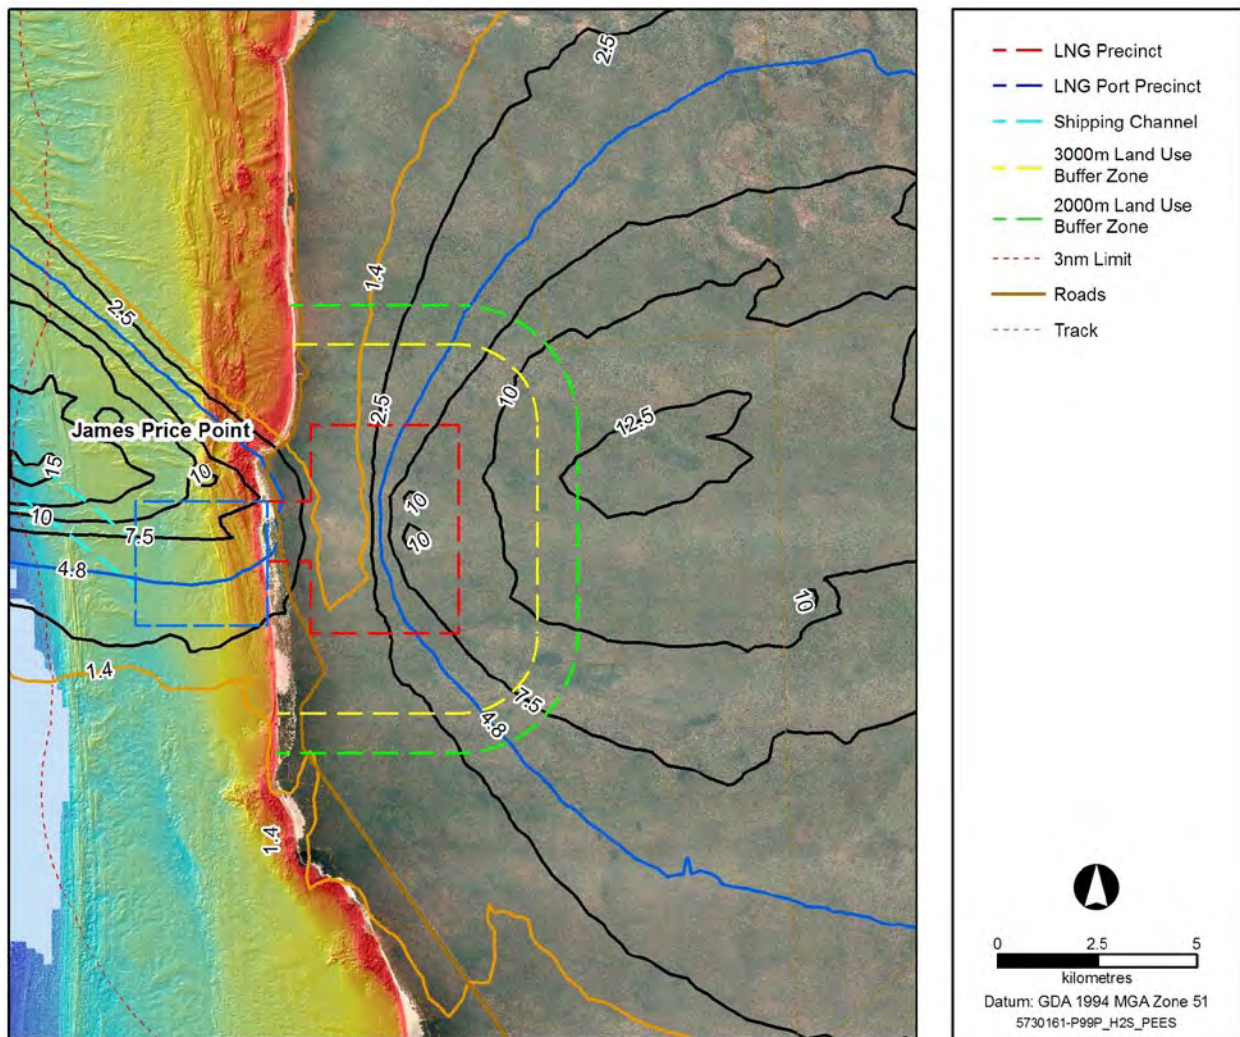 2.5
1.4
2.5
2.5
10
12.5
James Price Point
15
10
10
10
10
7.5
4.8
10
1.4
7.5
4.8
1.4
LNG Precinct
LNG Port Precinct
Shipping Channel
3000m Land Use
Buffer Zone
2000m Land Use
Buffer Zone
3nm Limit
Roads
Track
0 2.5 5
kilometres
Datum: GDA 1994 MGA Zone 51
5730161-P99P_H2S_PEES